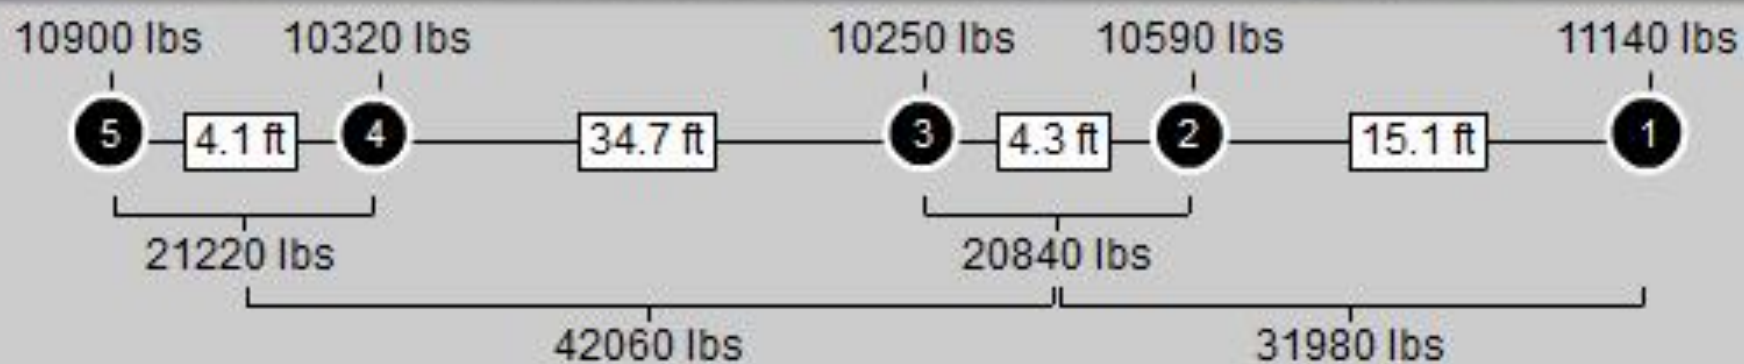 10900 lbs 10320 lbs 10250 lbs 10590 lbs 11140 lbs
5 4.1 ft 4 34.7 ft 3 4.3 ft 2 15.1 ft 1
21220 lbs 20840 lbs
42060 lbs 31980 lbs